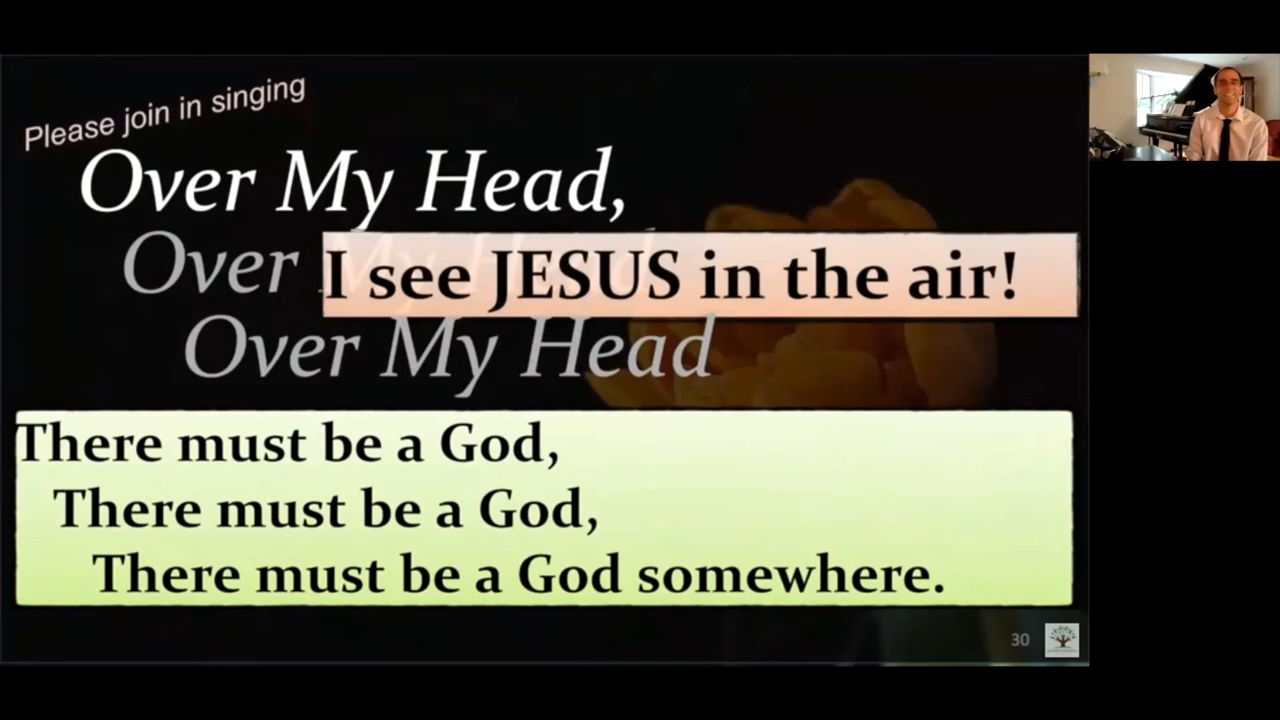 Please join in singing
Over My Head,
Over
I see JESUS in the air!
Over My Head
There must be a God,
There must be a God,
There must be a God somewhere.
30